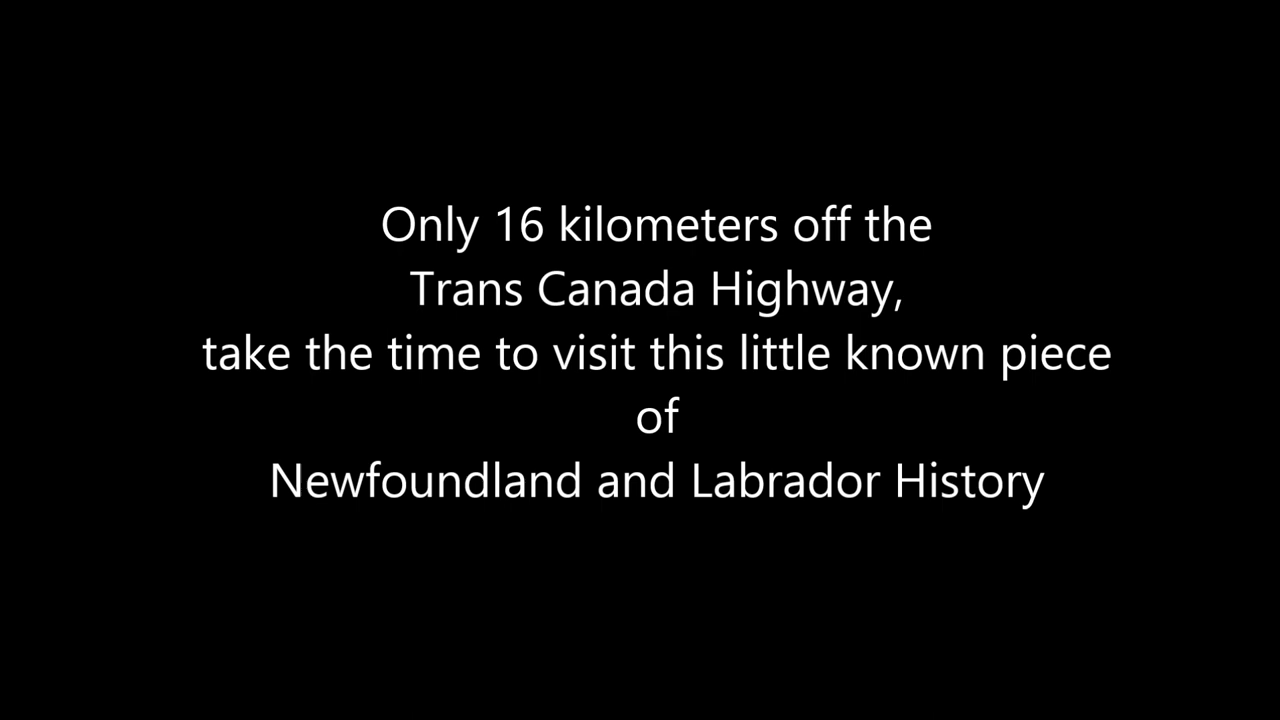 Only 16 kilometers off the
Trans Canada Highway,
take the time to visit this little known piece
of
Newfoundland and Labrador History